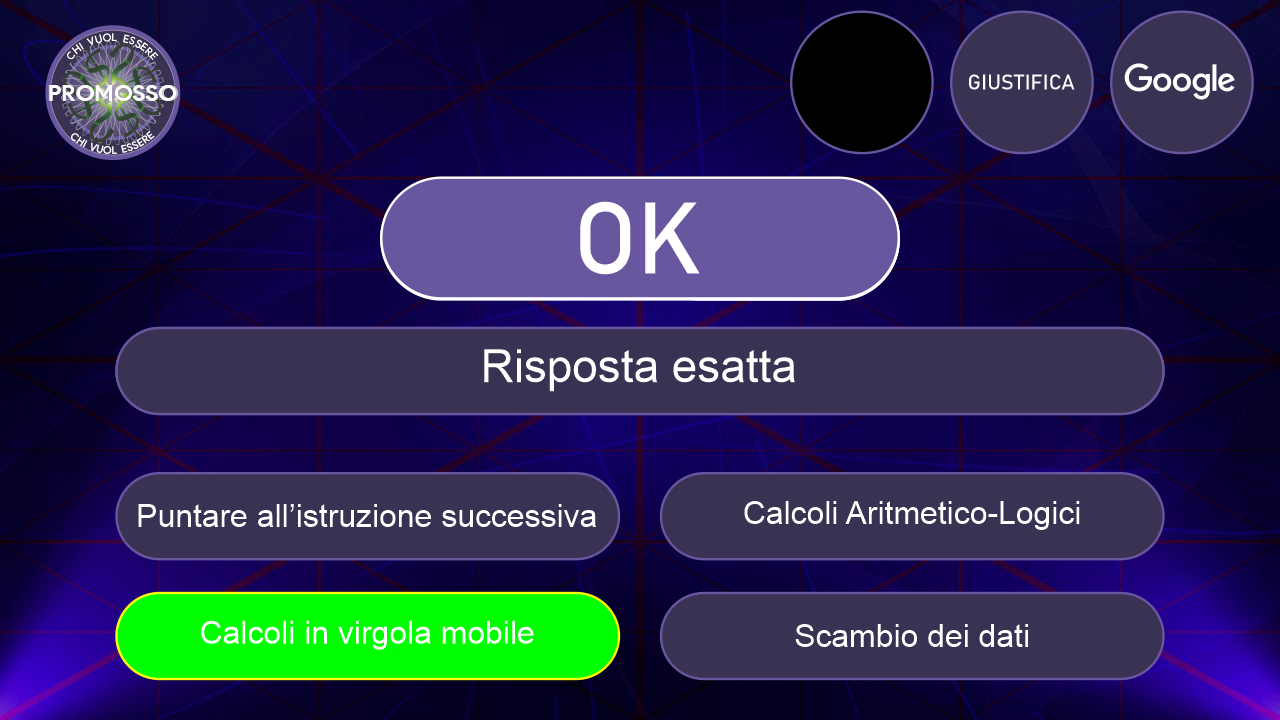 CHI VUOL ESSERE
PROMOSSO
CHI VUOL ESSERE
GIUSTIFICA
Google
OK
Risposta esatta
Puntare all’istruzione successiva
Calcoli Aritmetico-Logici
Calcoli in virgola mobile
Scambio dei dati